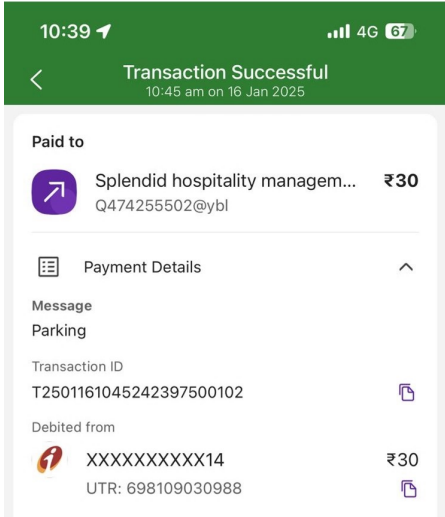 10:39 4G 67
Transaction Successful
10:45 am on 16 Jan 2025
Paid to
Splendid hospitality managem... ₹30
Q474255502@ybl
Payment Details
Message
Parking
Transaction ID
T2501161045242397500102
Debited from
XXXXXXXXXX14 ₹30
UTR: 698109030988